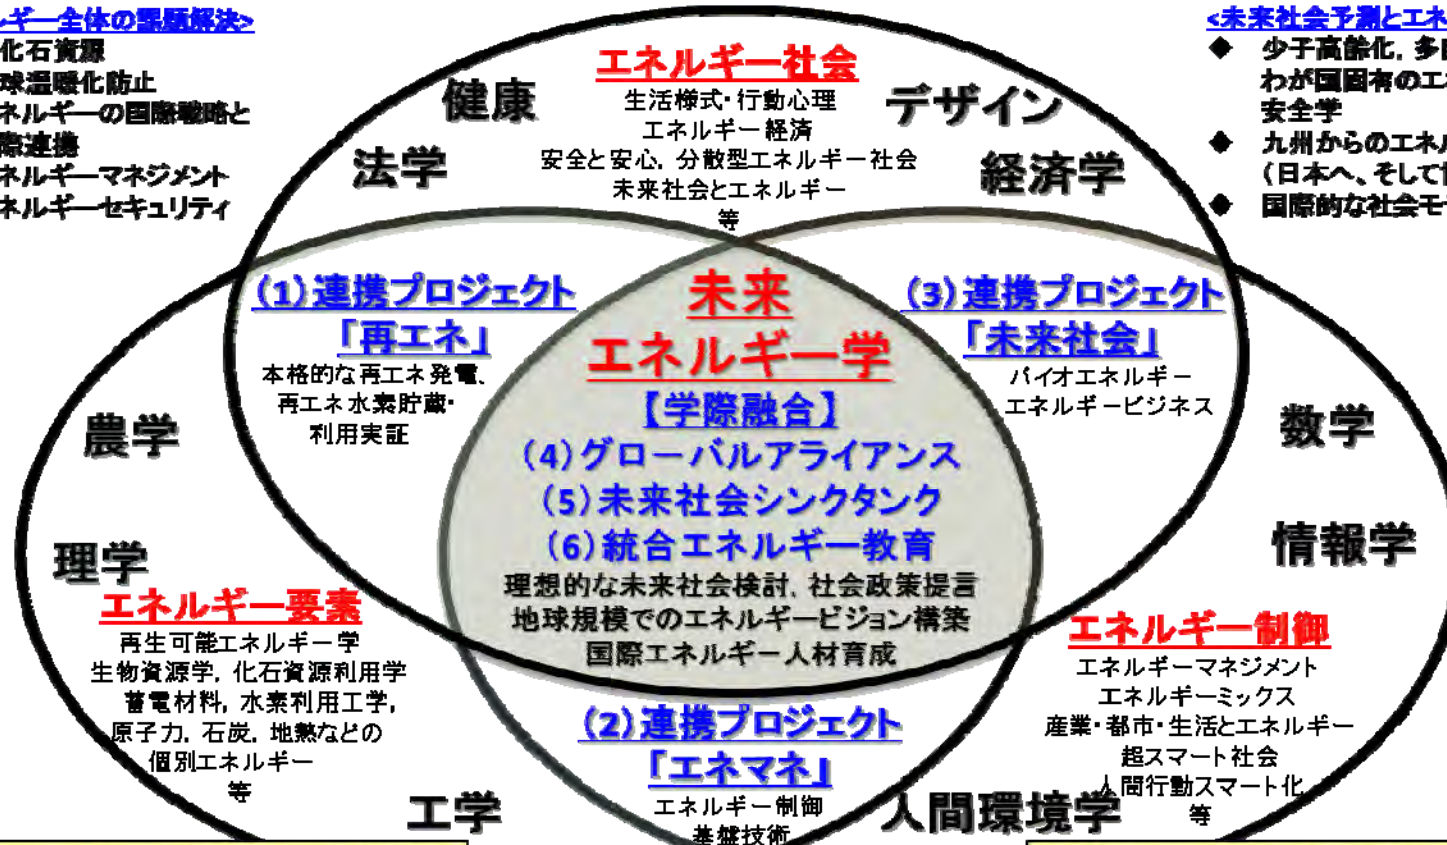 ルギー全体の課題解決>
化石資源
球温暖化防止
ネルギーの国際戦略と
際連携
ネルギーマネジメント
ネルギーセキュリティ
<未来社会予測とエネ
◆ 少子高齢化, 多
わが国固有のエネ
安全学
◆ 九州からのエネル
(日本へ、そして
◆ 国際的な社会モ
エネルギー社会
生活様式・行動心理
エネルギー経済
安全と安心, 分散型エネルギー社会
未来社会とエネルギー
等
健康
法学
デザイン
経済学
(1)連携プロジェクト
「再エネ」
本格的な再エネ発電、
再エネ水素貯蔵・
利用実証
未来
エネルギー学
【学際融合】
(4)グローバルアライアンス
(5)未来社会シンクタンク
(6)統合エネルギー教育
理想的な未来社会検討, 社会政策提言
地球規模でのエネルギービジョン構築
国際エネルギー人材育成
(3)連携プロジェクト
「未来社会」
バイオエネルギー
エネルギービジネス
農学
理学
エネルギー要素
再生可能エネルギー学
生物資源学, 化石資源利用学
蓄電材料, 水素利用工学,
原子力, 石炭, 地熱などの
個別エネルギー
等
工学
(2)連携プロジェクト
「エネマネ」
エネルギー制御
基盤技術
数学
情報学
エネルギー制御
エネルギーマネジメント
エネルギーミックス
産業・都市・生活とエネルギー
超スマート社会
人間行動スマート化
等
人間環境学